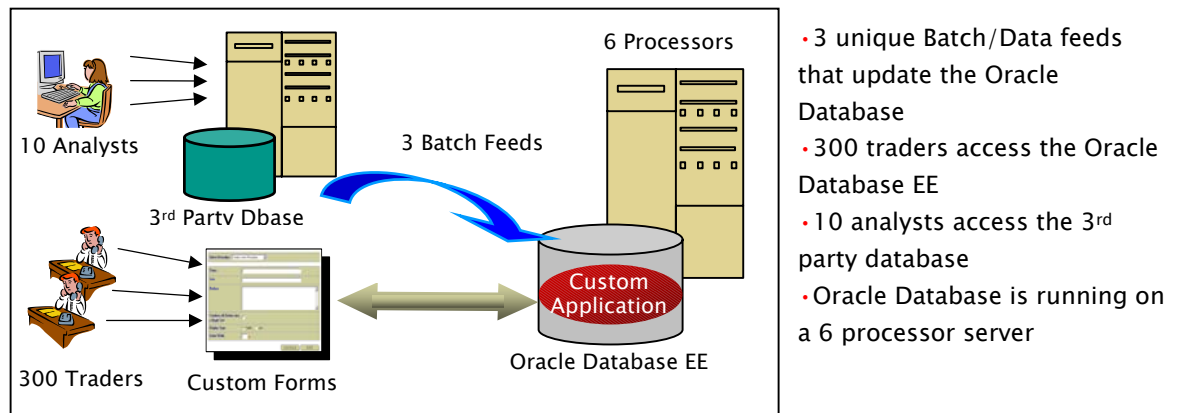 6 Processors
10 Analysts
3 Batch Feeds
3rd Party Dbase
Custom
Application
300 Traders
Custom Forms
Oracle Database EE
•3 unique Batch/Data feeds
that update the Oracle
Database
•300 traders access the Oracle
Database EE
•10 analysts access the 3rd
party database
•Oracle Database is running on
a 6 processor server